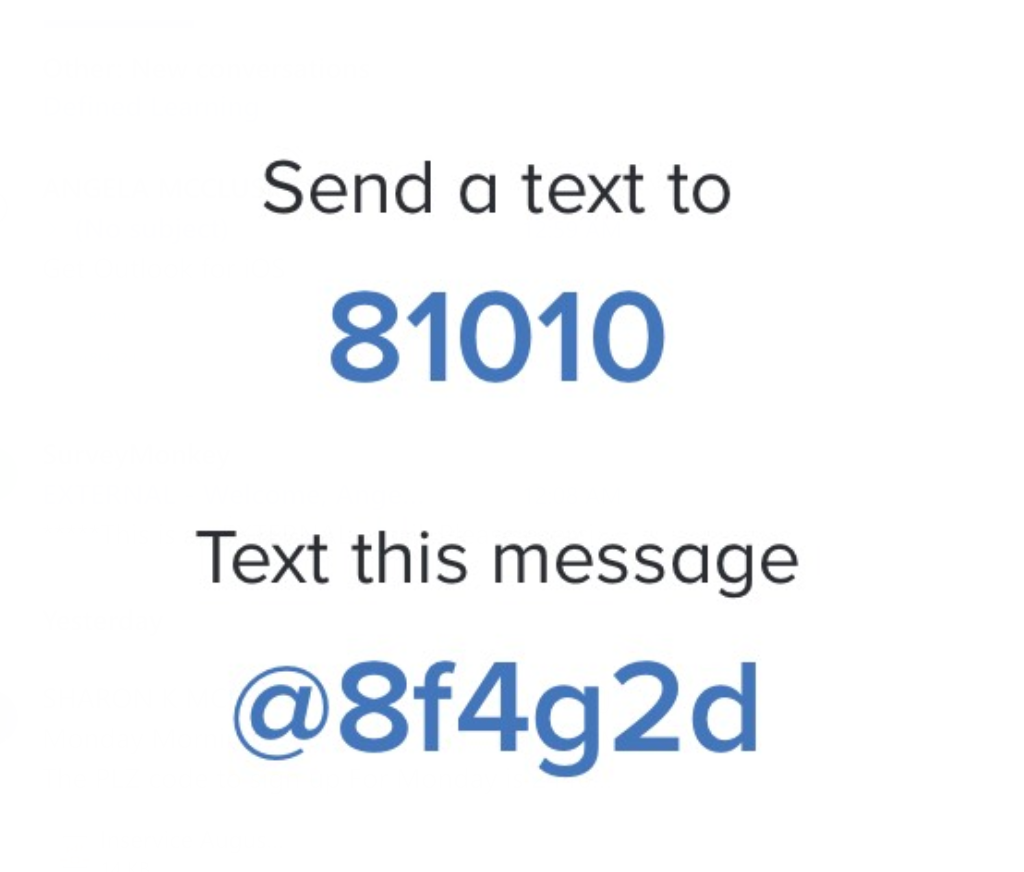 Send a text to
81010
Text this message
@8f4g2d